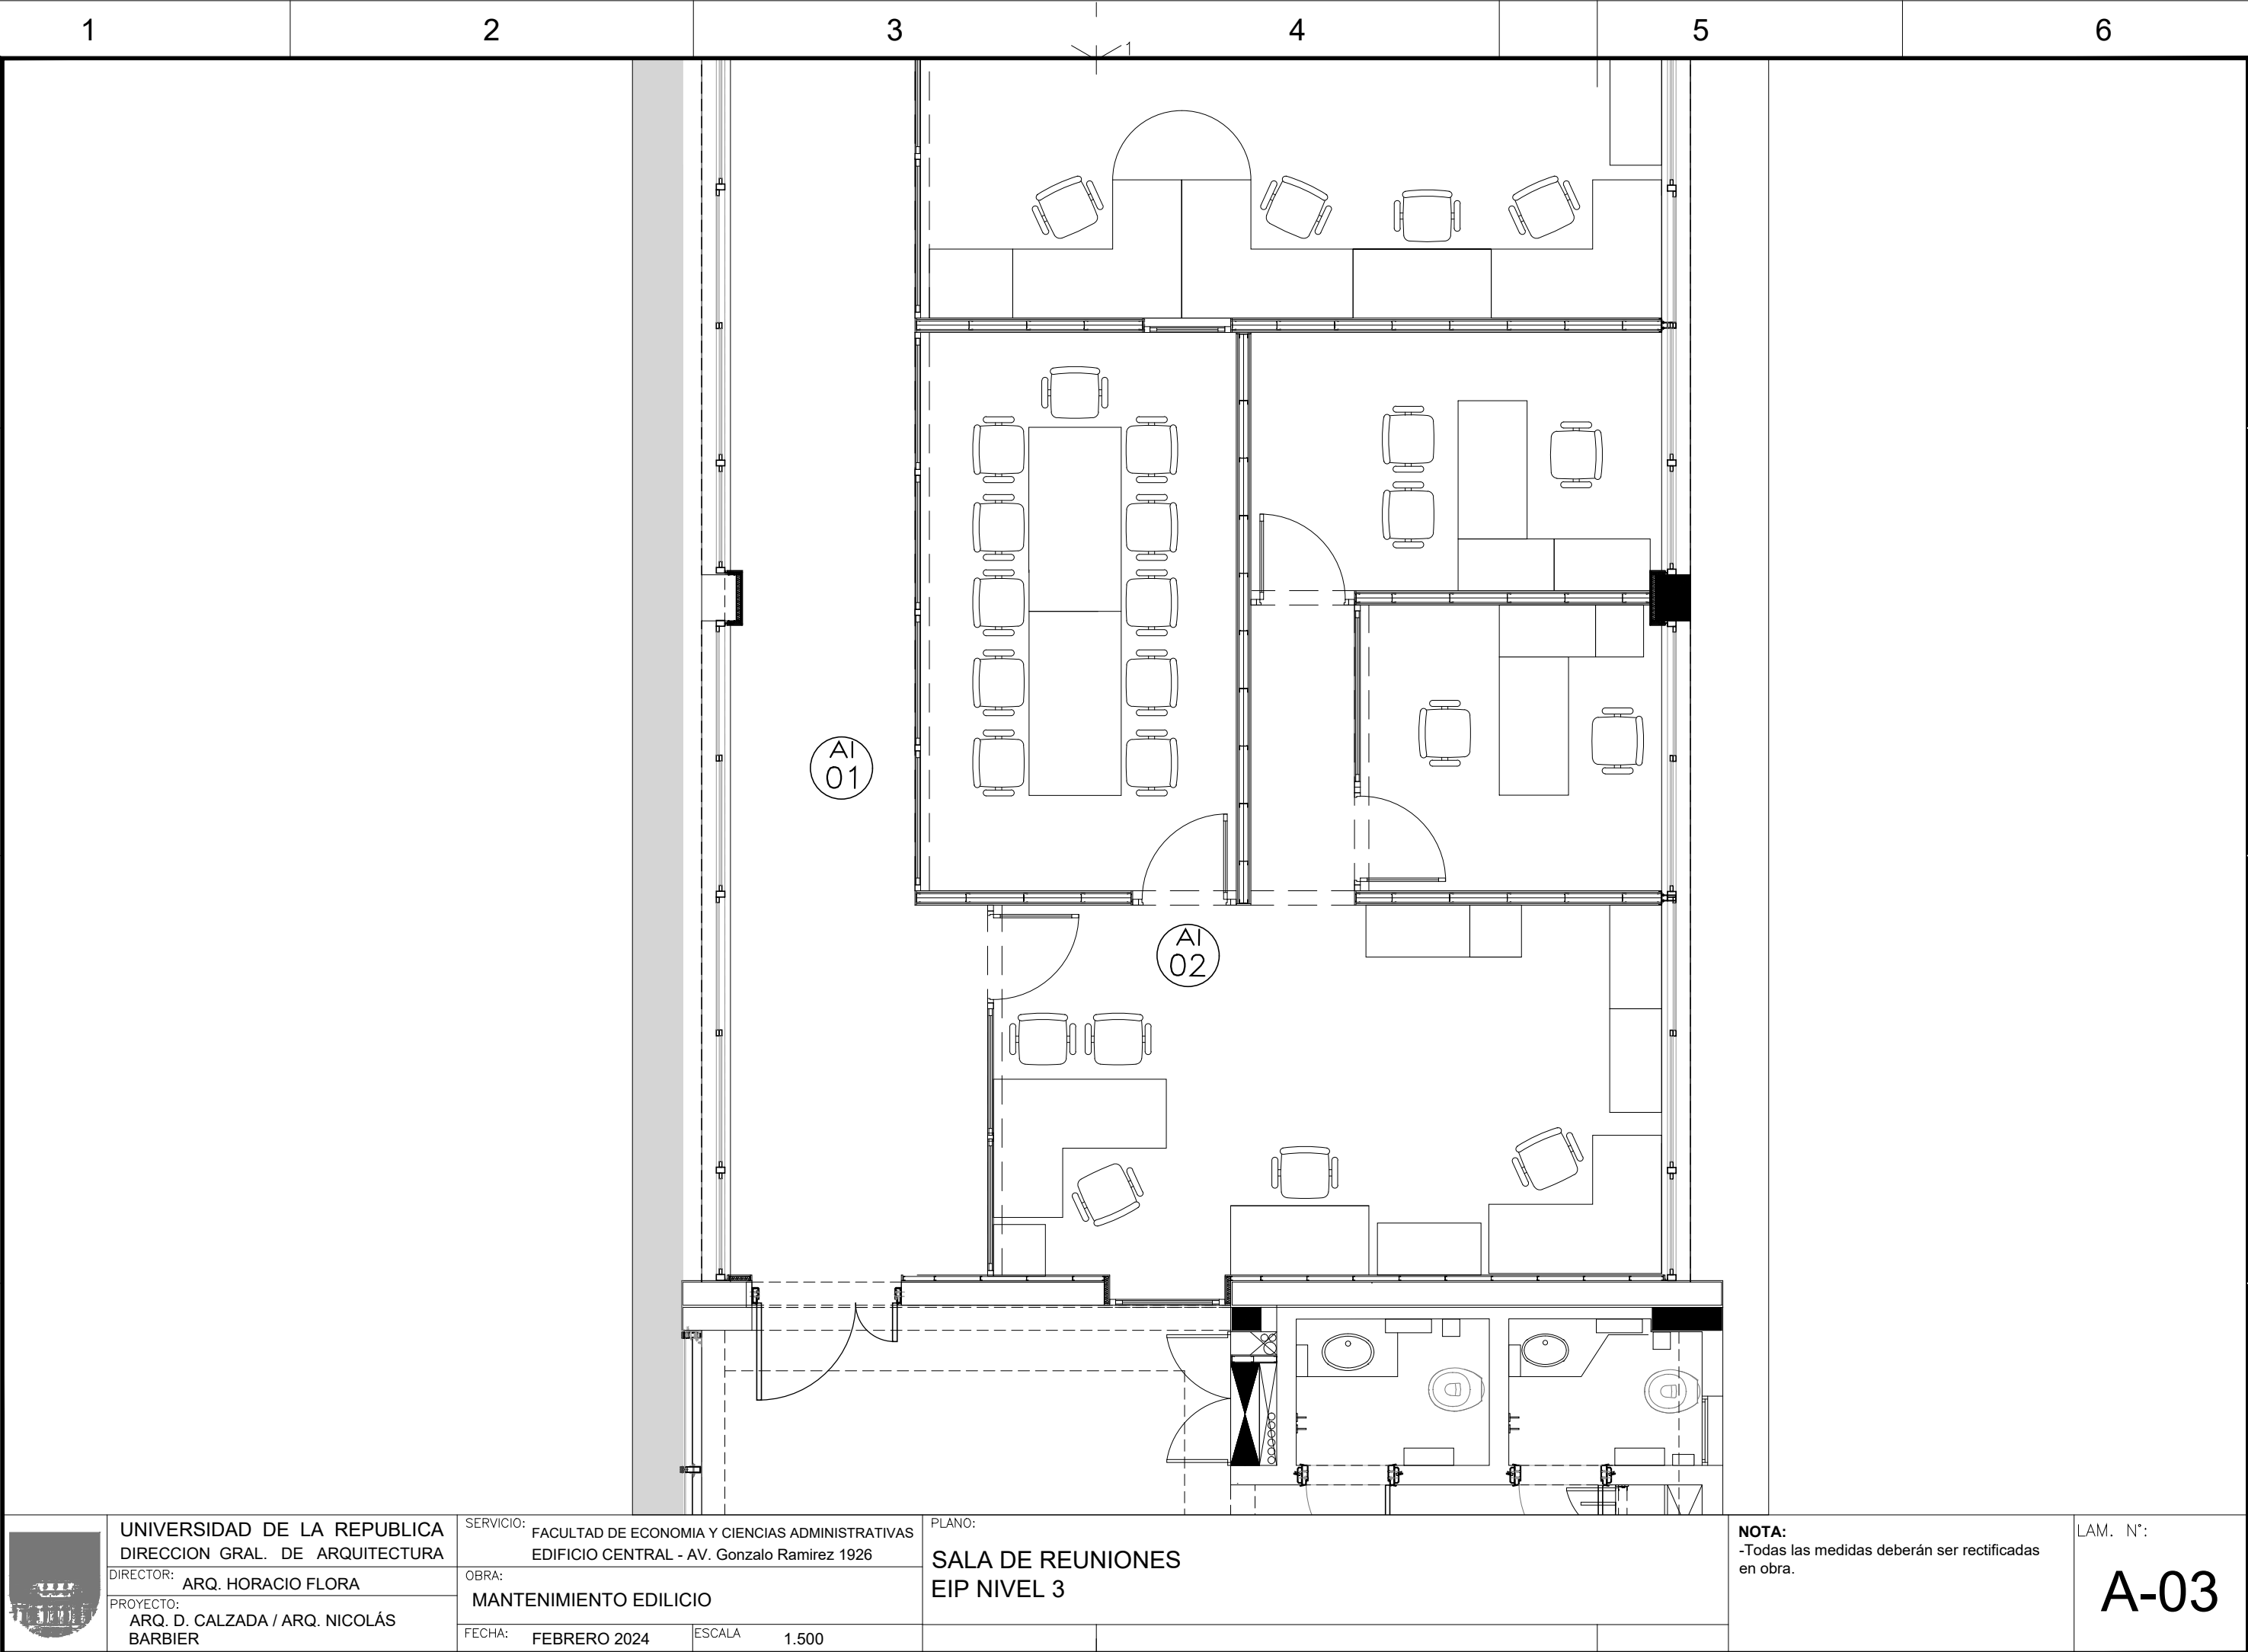 1 2 3 4 5 6
1
AI
01
AI
02
UNIVERSIDAD DE LA REPUBLICA
DIRECCION GRAL. DE ARQUITECTURA
DIRECTOR: ARQ. HORACIO FLORA
PROYECTO:
ARQ. D. CALZADA / ARQ. NICOLÁS
BARBIER
SERVICIO: FACULTAD DE ECONOMIA Y CIENCIAS ADMINISTRATIVAS
EDIFICIO CENTRAL - AV. Gonzalo Ramirez 1926
OBRA:
MANTENIMIENTO EDILICIO
FECHA: FEBRERO 2024 ESCALA 1.500
PLANO:
SALA DE REUNIONES
EIP NIVEL 3
NOTA:
-Todas las medidas deberán ser rectificadas
en obra.
LAM. N°:
A-03